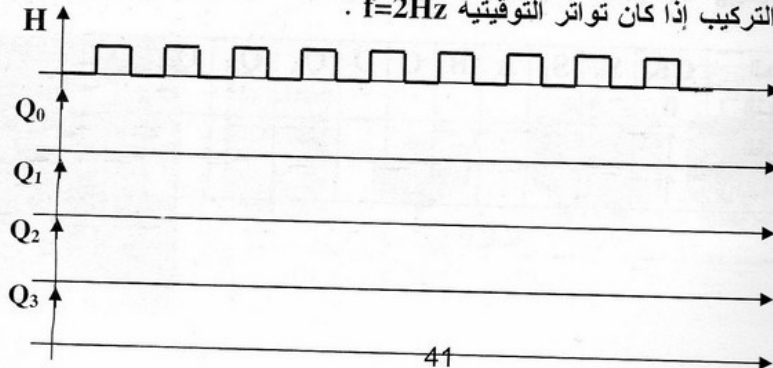 التركيب إذا كان تواتر التوقيتية f=2Hz .
H
Q₀
Q₁
Q₂
Q₃
41